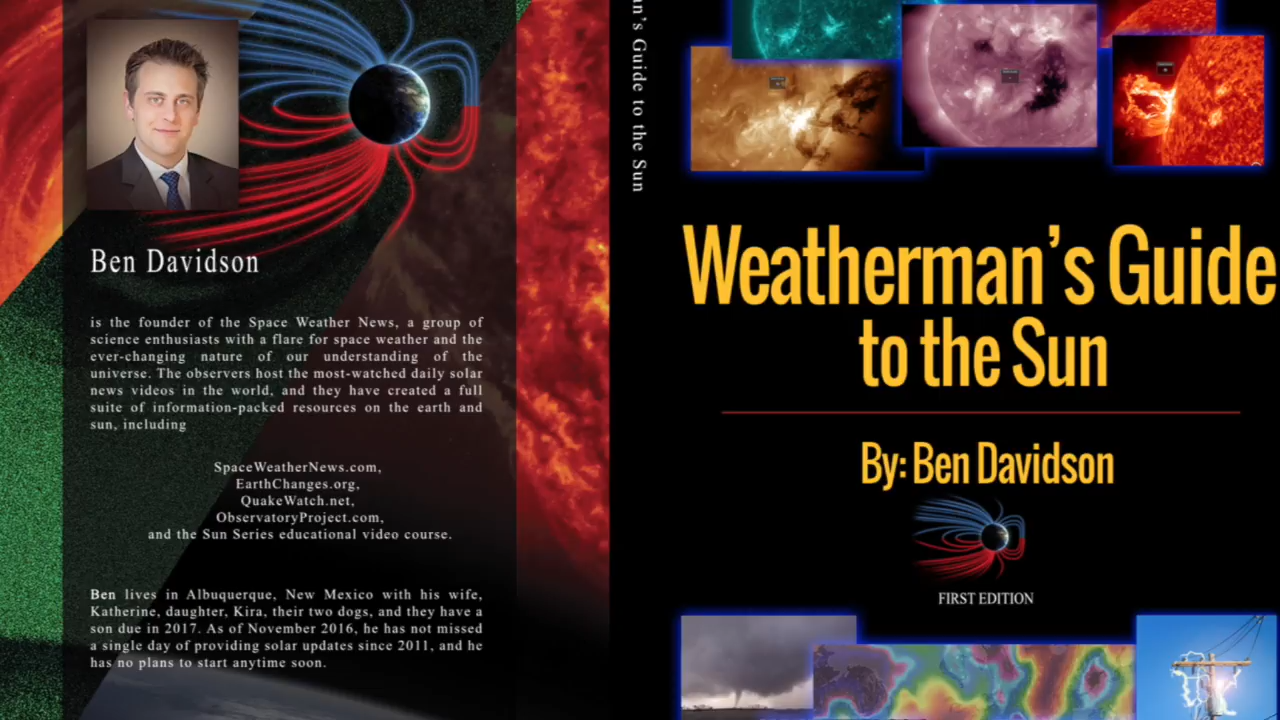 Ben Davidson
is the founder of the Space Weather News, a group of
science enthusiasts with a flare for space weather and the
ever-changing nature of our understanding of the
universe. The observers host the most-watched daily solar
news videos in the world, and they have created a full
suite of information-packed resources on the earth and
sun, including
SpaceWeatherNews.com,
EarthChanges.org,
QuakeWatch.net,
ObservatoryProject.com,
and the Sun Series educational video course.
Ben lives in Albuquerque, New Mexico with his wife,
Katherine, daughter, Kira, their two dogs, and they have a
son due in 2017. As of November 2016, he has not missed
a single day of providing solar updates since 2011, and he
has no plans to start anytime soon.
an's Guide to the Sun
Weatherman's Guide
to the Sun
By: Ben Davidson
FIRST EDITION